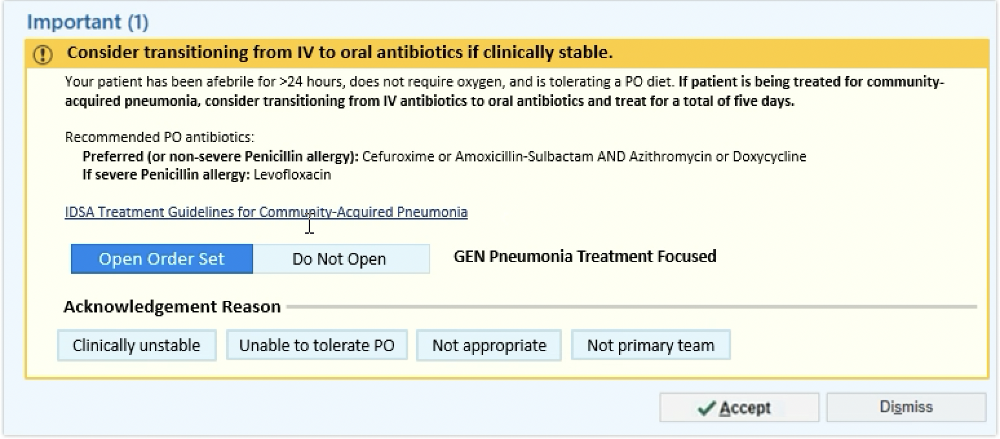 Important (1)
Consider transitioning from IV to oral antibiotics if clinically stable.
Your patient has been afebrile for >24 hours, does not require oxygen, and is tolerating a PO diet. If patient is being treated for community-
acquired pneumonia, consider transitioning from IV antibiotics to oral antibiotics and treat for a total of five days.
Recommended PO antibiotics:
Preferred (or non-severe Penicillin allergy): Cefuroxime or Amoxicillin-Sulbactam AND Azithromycin or Doxycycline
If severe Penicillin allergy: Levofloxacin
IDSA Treatment Guidelines for Community-Acquired Pneumonia
Open Order Set Do Not Open GEN Pneumonia Treatment Focused
Acknowledgement Reason
Clinically unstable Unable to tolerate PO Not appropriate Not primary team
Accept Dismiss